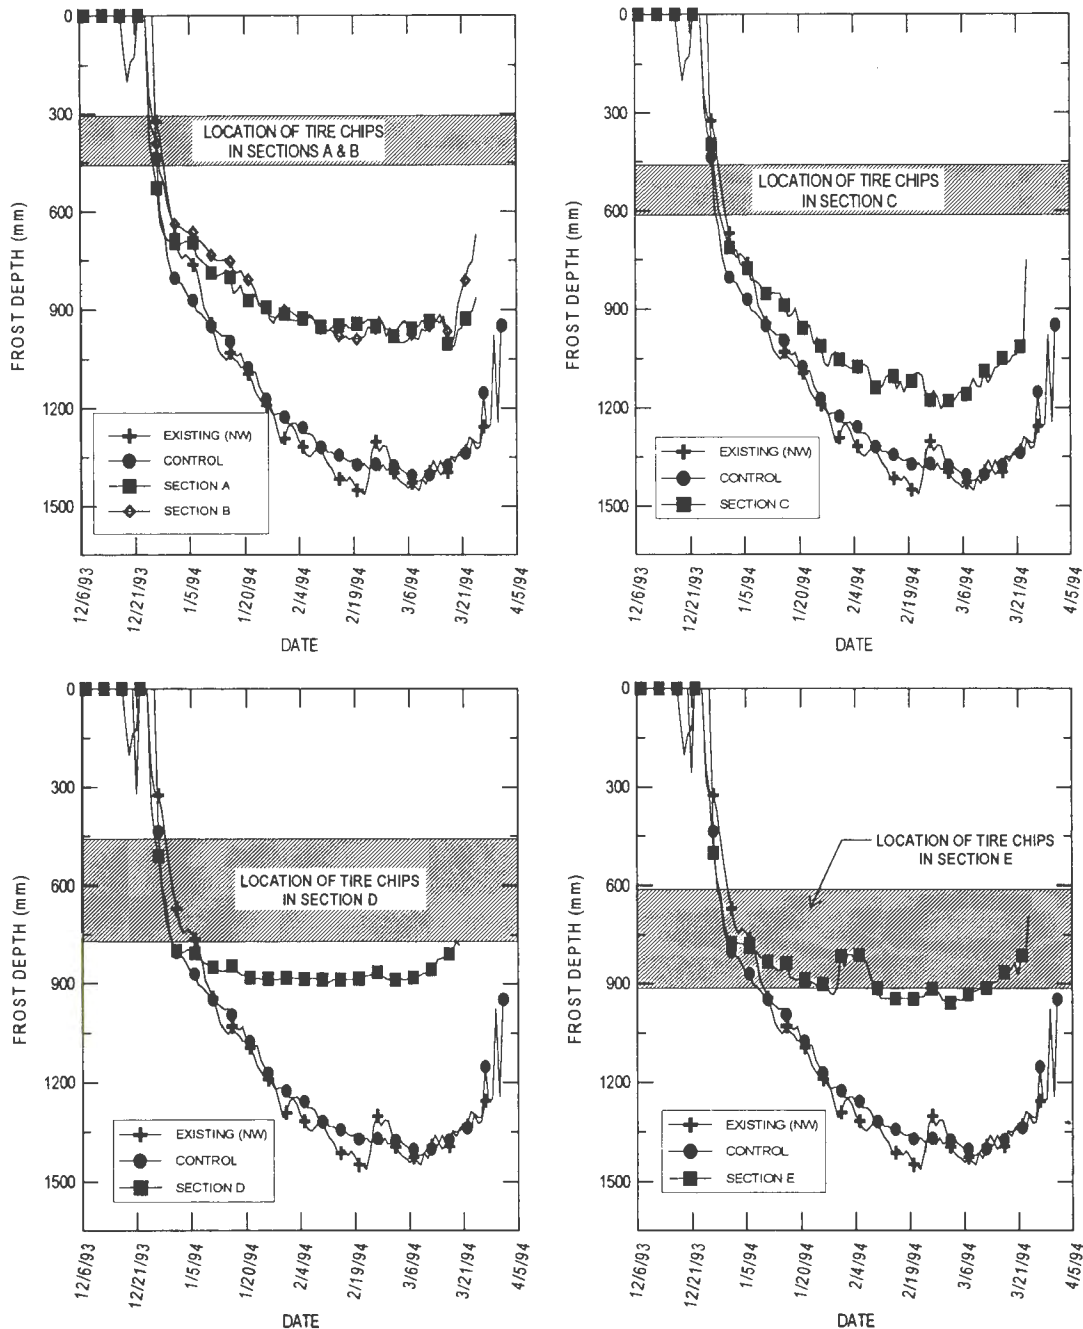 0
300
600
900
1200
1500
FROST DEPTH (mm)
LOCATION OF TIRE CHIPS
IN SECTIONS A & B
EXISTING (NW)
CONTROL
SECTION A
SECTION B
12/6/93
12/21/93
1/5/94
1/20/94
2/4/94
2/19/94
3/6/94
3/21/94
4/5/94
DATE
0
300
600
900
1200
1500
FROST DEPTH (mm)
LOCATION OF TIRE CHIPS
IN SECTION C
EXISTING (NW)
CONTROL
SECTION C
12/6/93
12/21/93
1/5/94
1/20/94
2/4/94
2/19/94
3/6/94
3/21/94
4/5/94
DATE
0
300
600
900
1200
1500
FROST DEPTH (mm)
LOCATION OF TIRE CHIPS
IN SECTION D
EXISTING (NW)
CONTROL
SECTION D
12/6/93
12/21/93
1/5/94
1/20/94
2/4/94
2/19/94
3/6/94
3/21/94
4/5/94
DATE
0
300
600
900
1200
1500
FROST DEPTH (mm)
LOCATION OF TIRE CHIPS
IN SECTION E
EXISTING (NW)
CONTROL
SECTION E
12/6/93
12/21/93
1/5/94
1/20/94
2/4/94
2/19/94
3/6/94
3/21/94
4/5/94
DATE